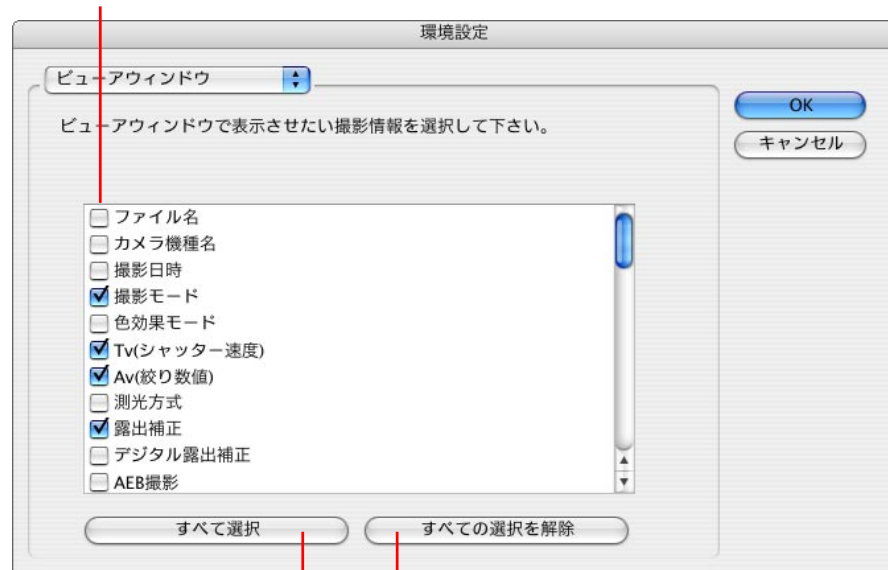 環境設定
ビューアウィンドウ
OK
ビューアウィンドウで表示させたい撮影情報を選択して下さい。
キャンセル
ファイル名
カメラ機種名
撮影日時
撮影モード
色効果モード
Tv(シャッター速度)
Av(絞り数値)
測光方式
露出補正
デジタル露出補正
AEB撮影
すべて選択
すべての選択を解除